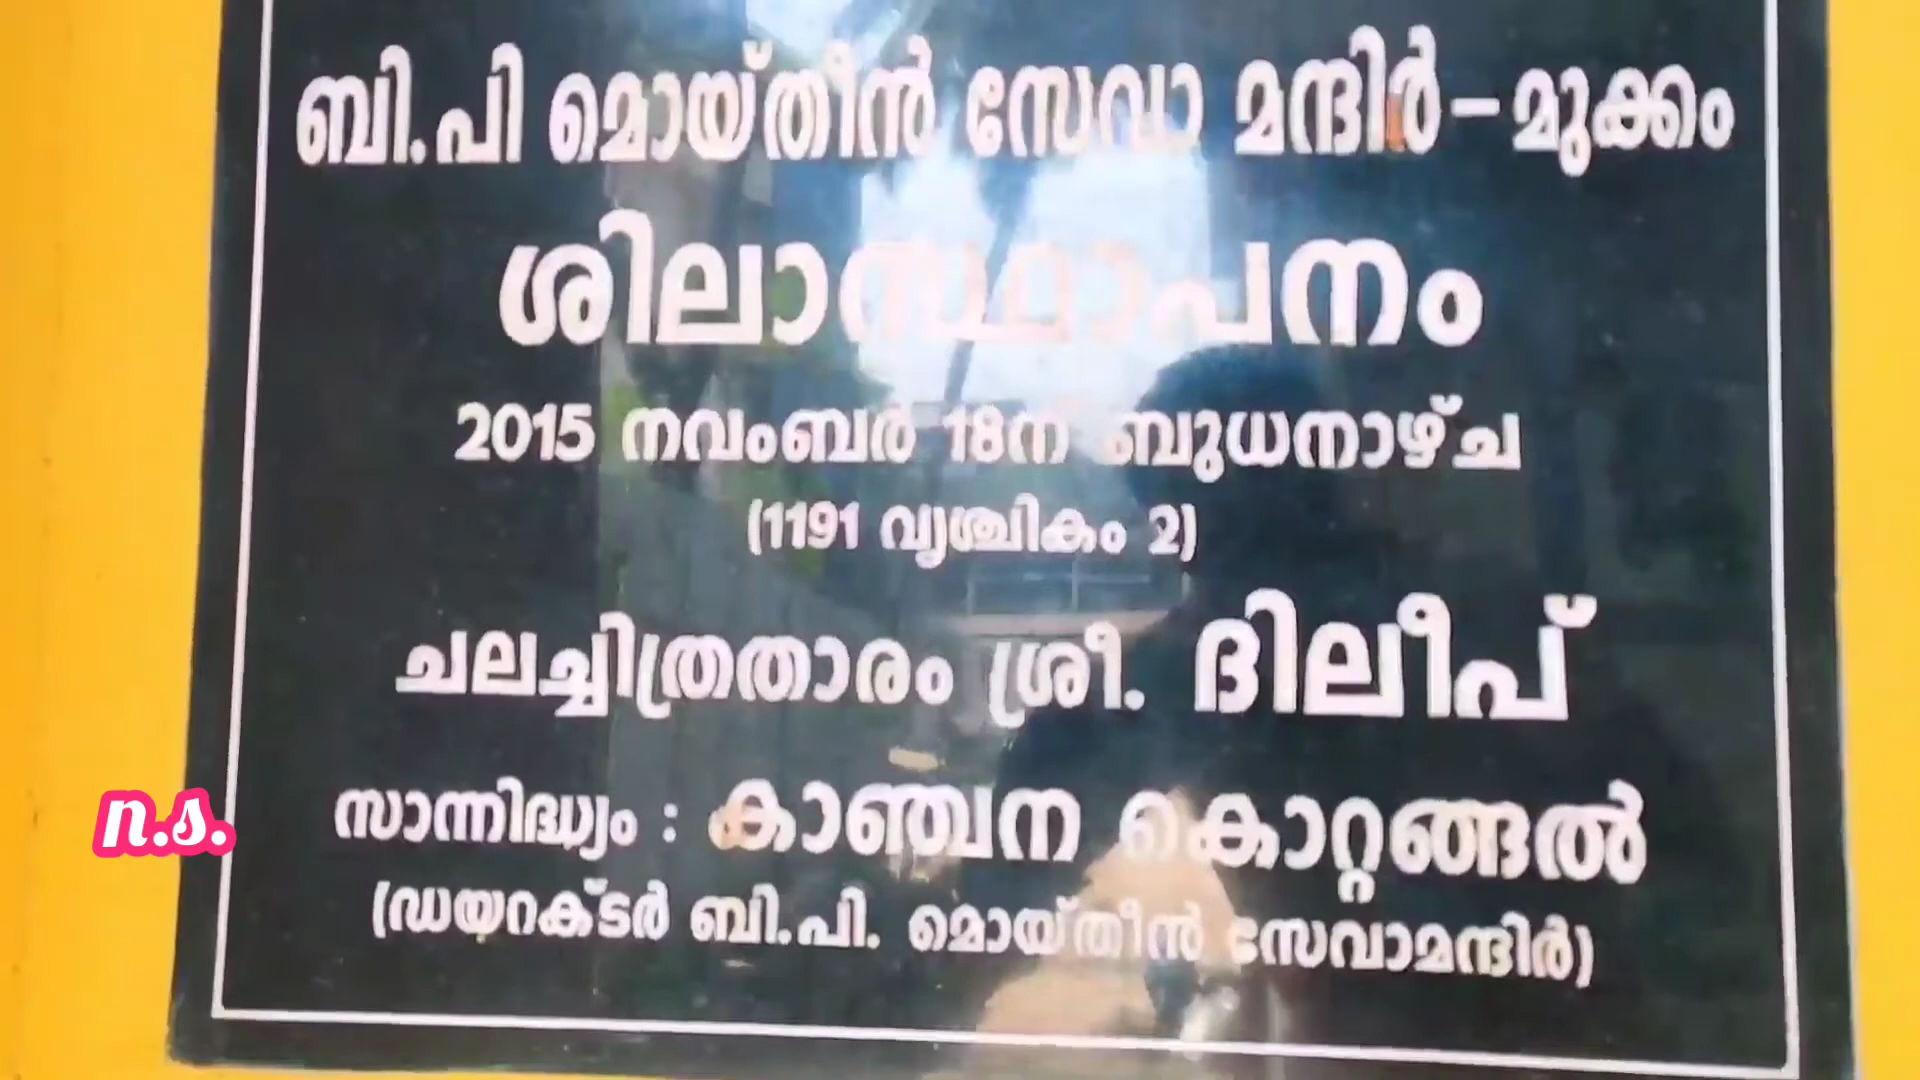 ബി.പി മൊയ്തീൻ സേവാ മന്ദിർ-മുക്കം
ശിലാസ്ഥാപനം
2015 നവംബർ 18ന് ബുധനാഴ്ച
(1191 വൃശ്ചികം 2)
ചലച്ചിത്രതാരം ശ്രീ. ദിലീപ്
സാന്നിദ്ധ്യം : കാഞ്ചന കൊറ്റങ്ങൽ
(ഡയറക്ടർ ബി.പി. മൊയ്തീൻ സേവാമന്ദിർ)
n.s.